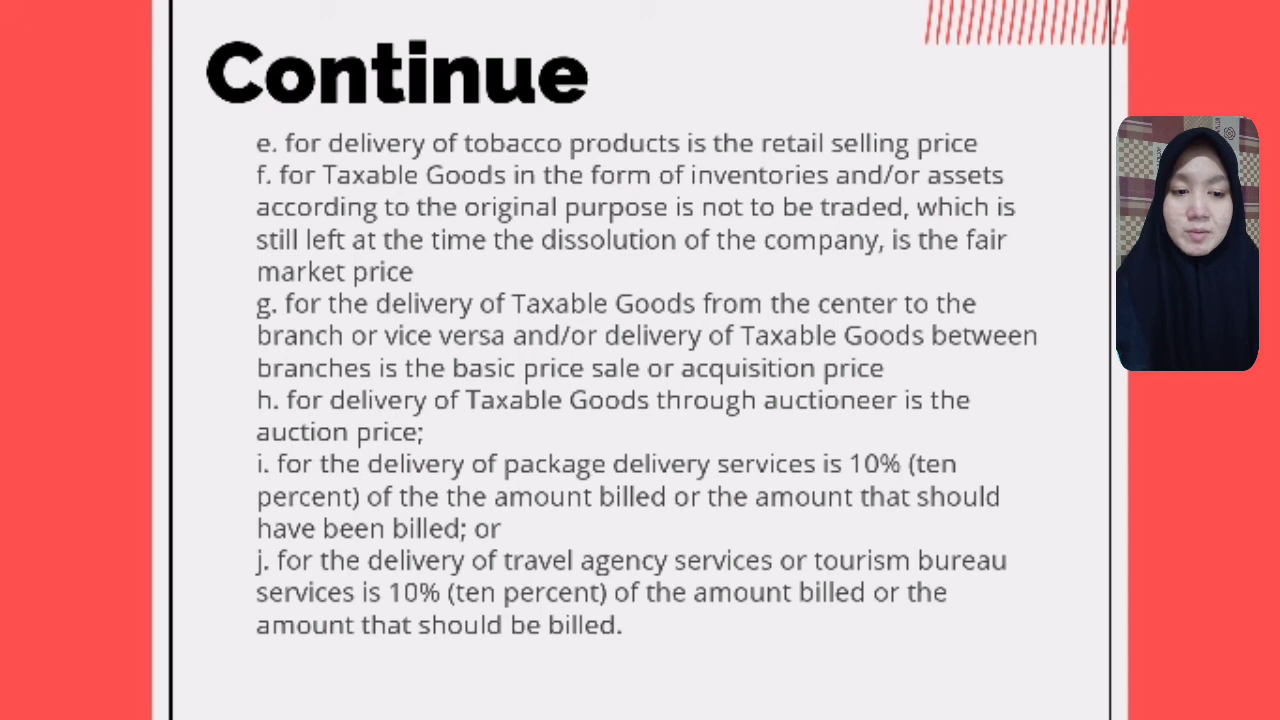 Continue
e. for delivery of tobacco products is the retail selling price
f. for Taxable Goods in the form of inventories and/or assets
according to the original purpose is not to be traded, which is
still left at the time the dissolution of the company, is the fair
market price
g. for the delivery of Taxable Goods from the center to the
branch or vice versa and/or delivery of Taxable Goods between
branches is the basic price sale or acquisition price
h. for delivery of Taxable Goods through auctioneer is the
auction price;
i. for the delivery of package delivery services is 10% (ten
percent) of the the amount billed or the amount that should
have been billed; or
j. for the delivery of travel agency services or tourism bureau
services is 10% (ten percent) of the amount billed or the
amount that should be billed.